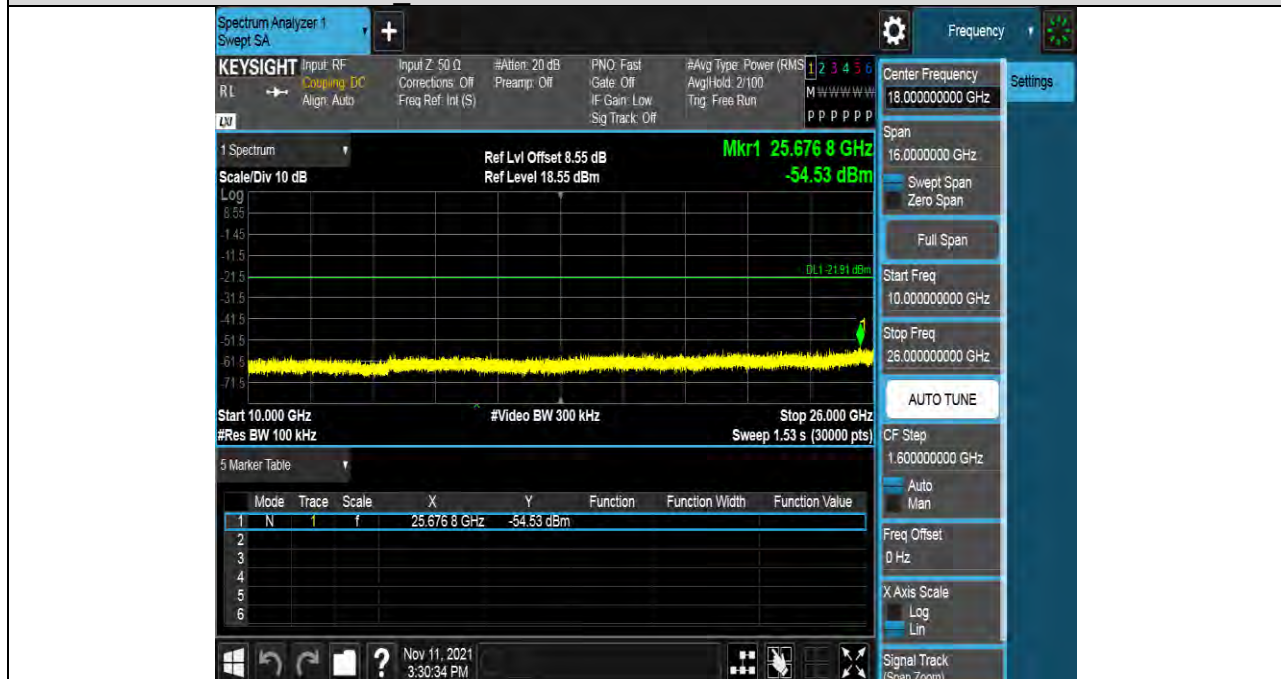 Spectrum Analyzer 1
Swept SA
+
Frequency
KEYSIGHT
RL
LXI
Input: RF
Coupling: DC
Align: Auto
Input Z: 50 Ω
Corrections: Off
Freq Ref: Int (S)
#Atten: 20 dB
Preamp: Off
PNO: Fast
Gate: Off
IF Gain: Low
Sig Track: Off
#Avg Type: Power (RMS
Avg|Hold: 2/100
Trig: Free Run
1 2 3 4 5 6
M W W W W W
P P P P P P
Center Frequency
18.000000000 GHz
Settings
1 Spectrum
Scale/Div 10 dB
Ref Lvl Offset 8.55 dB
Ref Level 18.55 dBm
Mkr1 25.676 8 GHz
-54.53 dBm
Log
8.55
-1.45
-11.5
-21.5
-31.5
-41.5
-51.5
-61.5
-71.5
DL1 -21.91 dBm
1
Start 10.000 GHz
#Video BW 300 kHz
Stop 26.000 GHz
#Res BW 100 kHz
Sweep 1.53 s (30000 pts)
Span
16.0000000 GHz
Swept Span
Zero Span
Full Span
Start Freq
10.000000000 GHz
Stop Freq
26.000000000 GHz
AUTO TUNE
CF Step
1.600000000 GHz
Auto
Man
Freq Offset
0 Hz
X Axis Scale
Log
Lin
Signal Track
(Span Zoom)
5 Marker Table
Mode Trace Scale X Y Function Function Width Function Value
1 N 1 f 25.676 8 GHz -54.53 dBm
2
3
4
5
6
?
Nov 11, 2021
3:30:34 PM